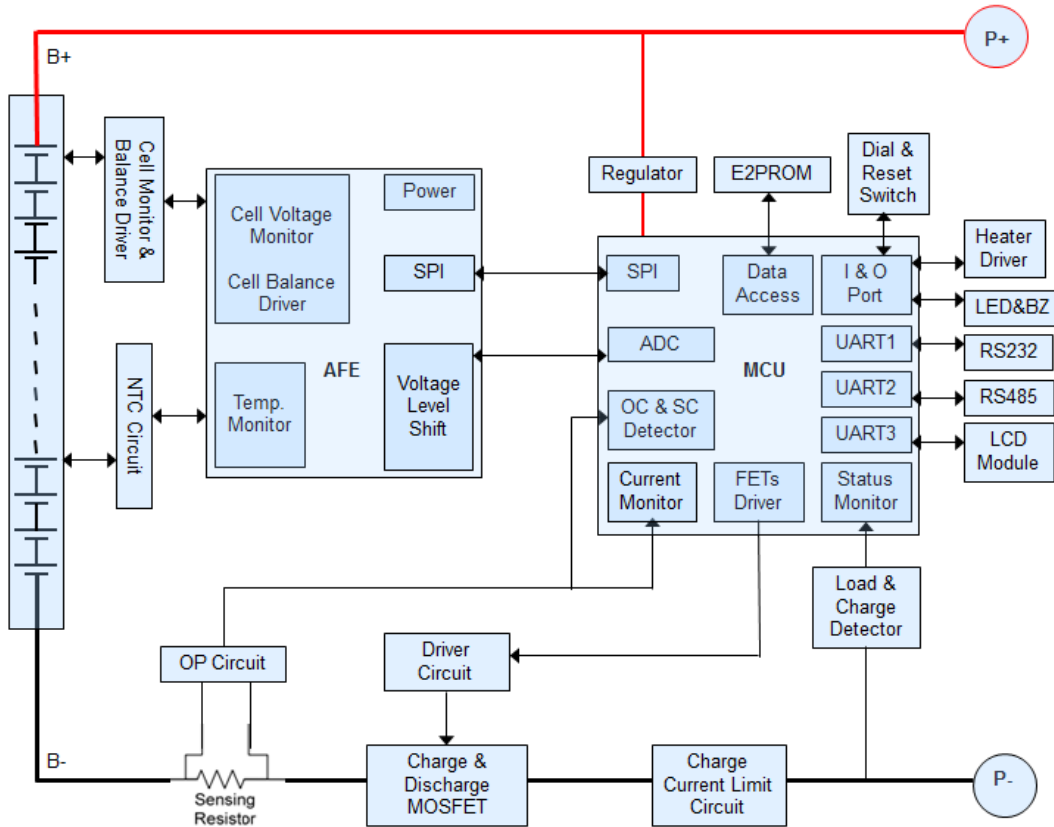 B+
P+
Cell Monitor &
Balance Driver
Regulator
E2PROM
Dial &
Reset
Switch
Cell Voltage
Monitor
Cell Balance
Driver
Power
SPI
AFE
Temp.
Monitor
Voltage
Level
Shift
NTC Circuit
SPI
Data
Access
I & O
Port
ADC
MCU
UART1
OC & SC
Detector
UART2
UART3
Current
Monitor
FETs
Driver
Status
Monitor
Heater
Driver
LED&BZ
RS232
RS485
LCD
Module
Load &
Charge
Detector
OP Circuit
Driver
Circuit
B-
Sensing
Resistor
Charge &
Discharge
MOSFET
Charge
Current Limit
Circuit
P-